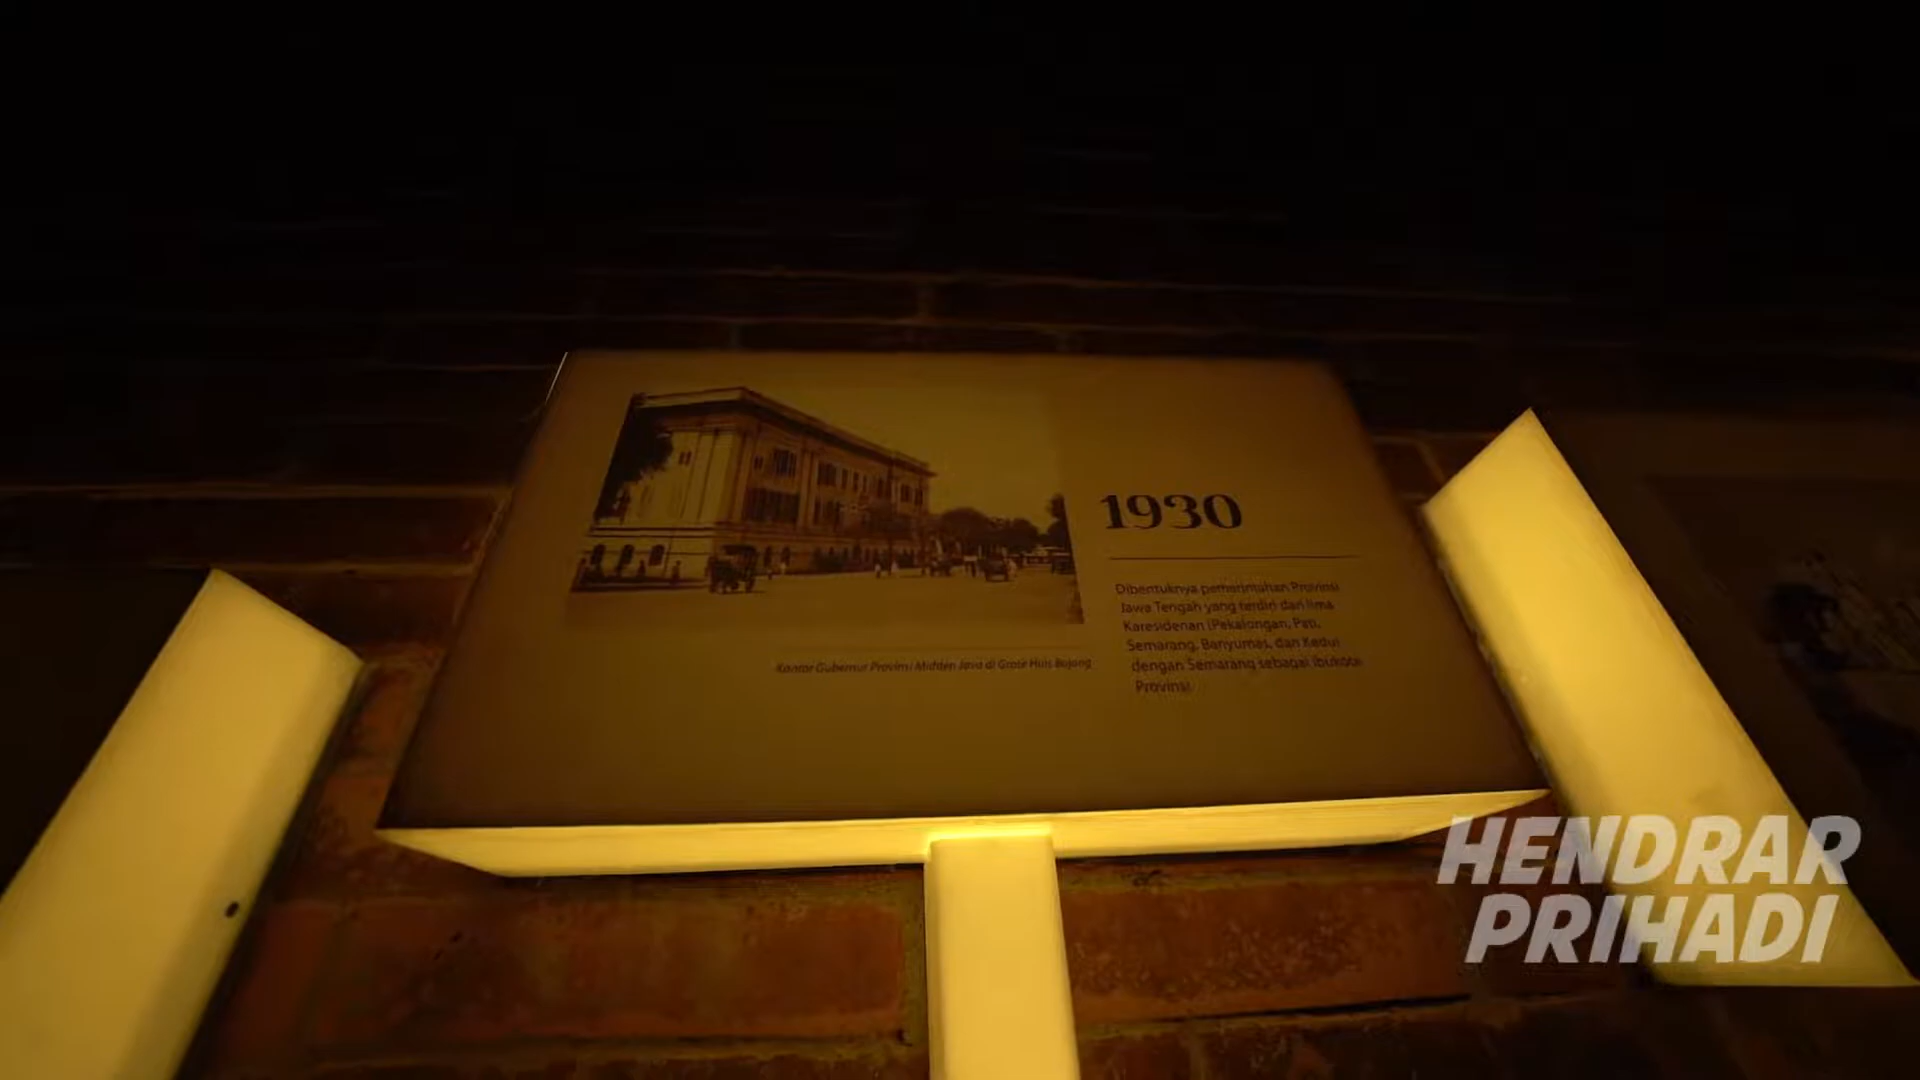 1930
Dibentuknya pemerintahan Provinsi
Jawa Tengah yang terdiri dari lima
Karesidenan (Pekalongan, Pati,
Semarang, Banyumas, dan Kedu)
dengan Semarang sebagai Ibukota
Provinsi.
Kantor Gubernur Provinsi Midden Java di Grote Huis Bojong
HENDRAR
PRIHADI